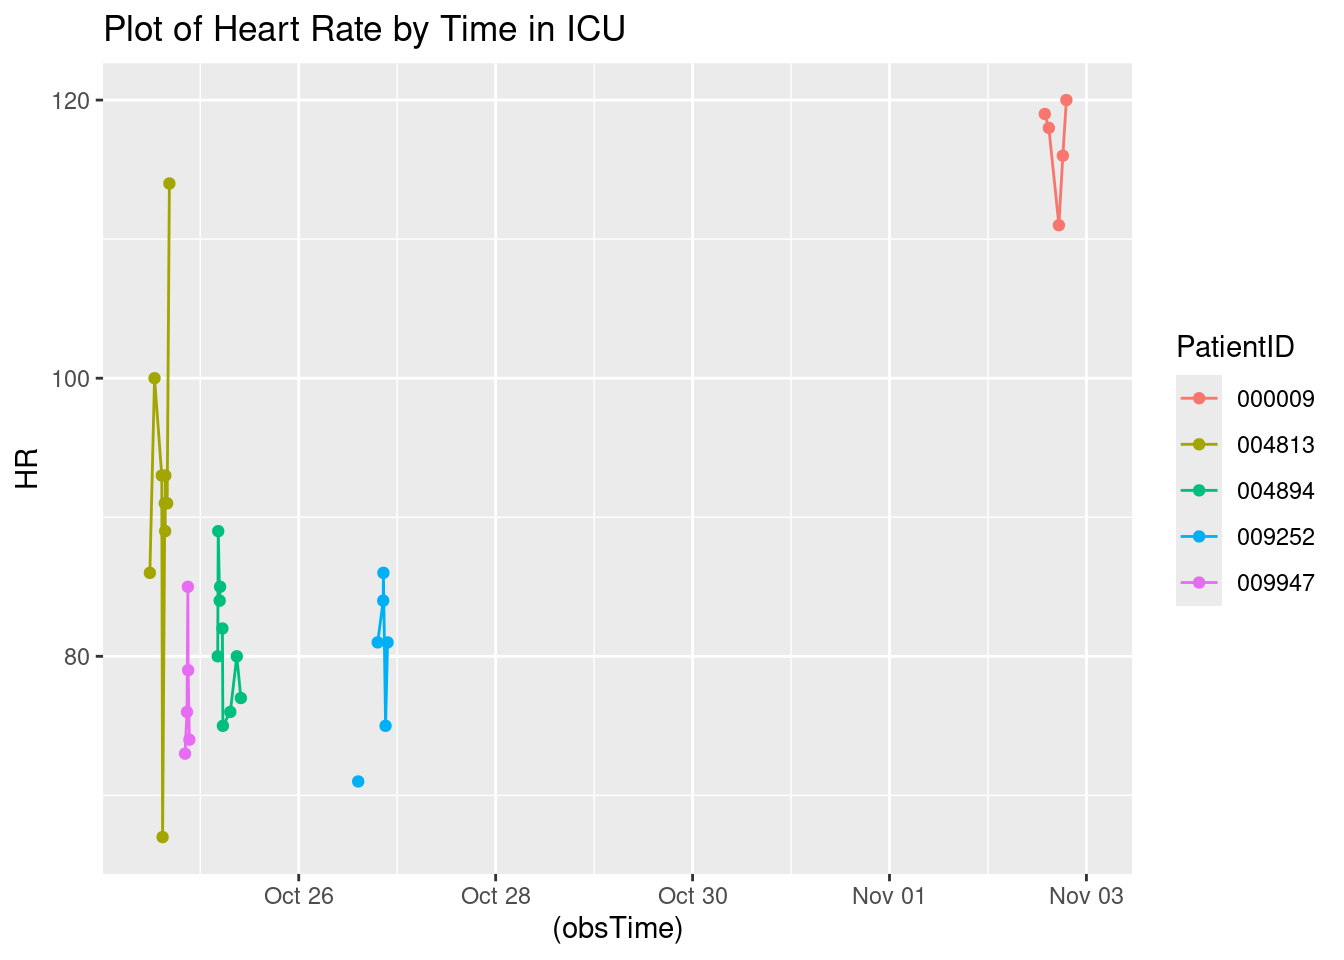 Plot of Heart Rate by Time in ICU
120
100
80
HR
Oct 26
Oct 28
Oct 30
Nov 01
Nov 03
(obsTime)
PatientID
000009
004813
004894
009252
009947